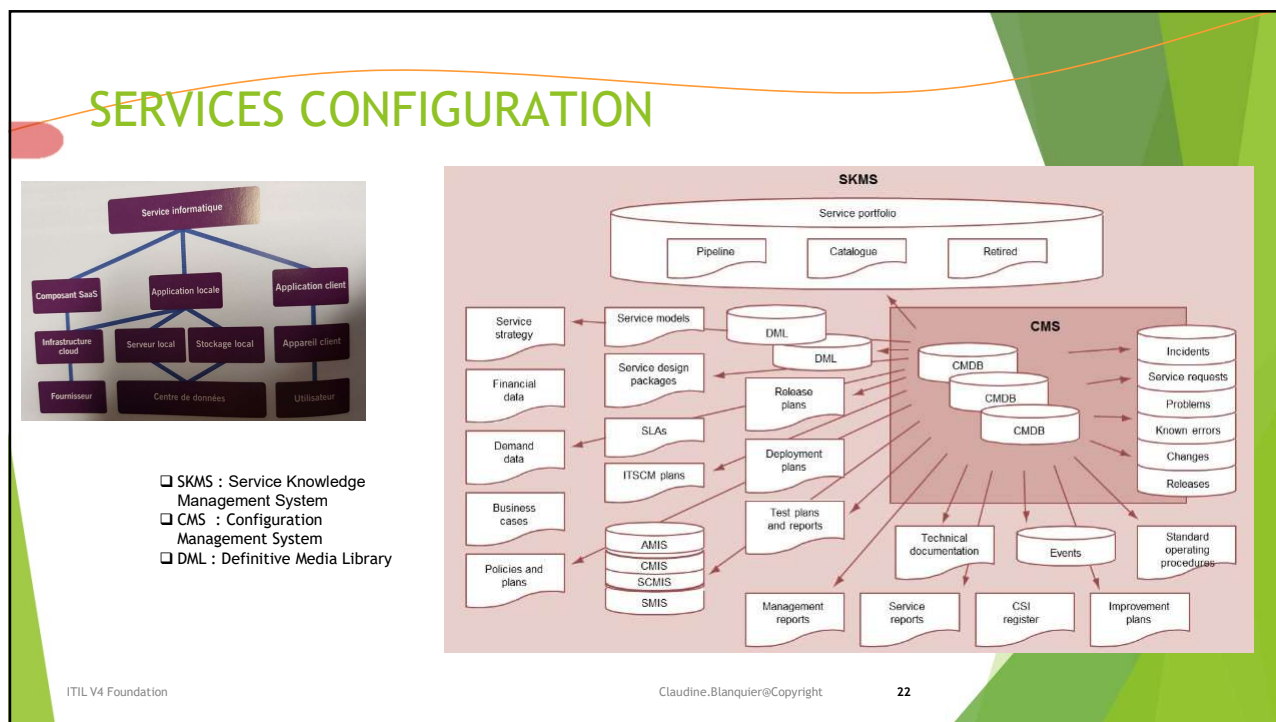 SERVICES CONFIGURATION
Service informatique
Composant SaaS
Application locale
Application client
Infrastructure
cloud
Serveur local
Stockage local
Appareil client
Fournisseur
Centre de données
Utilisateur
❑ SKMS : Service Knowledge
Management System
❑ CMS : Configuration
Management System
❑ DML : Definitive Media Library
SKMS
Service portfolio
Pipeline
Catalogue
Retired
Service
strategy
Financial
data
Demand
data
Business
cases
Policies and
plans
Service models
Service design
packages
SLAs
ITSCM plans
AMIS
CMIS
SCMIS
SMIS
DML
DML
Release
plans
Deployment
plans
Test plans
and reports
CMS
CMDB
CMDB
CMDB
Incidents
Service requests
Problems
Known errors
Changes
Releases
Technical
documentation
Events
Standard
operating
procedures
Management
reports
Service
reports
CSI
register
Improvement
plans
ITIL V4 Foundation
Claudine.Blanquier@Copyright
22